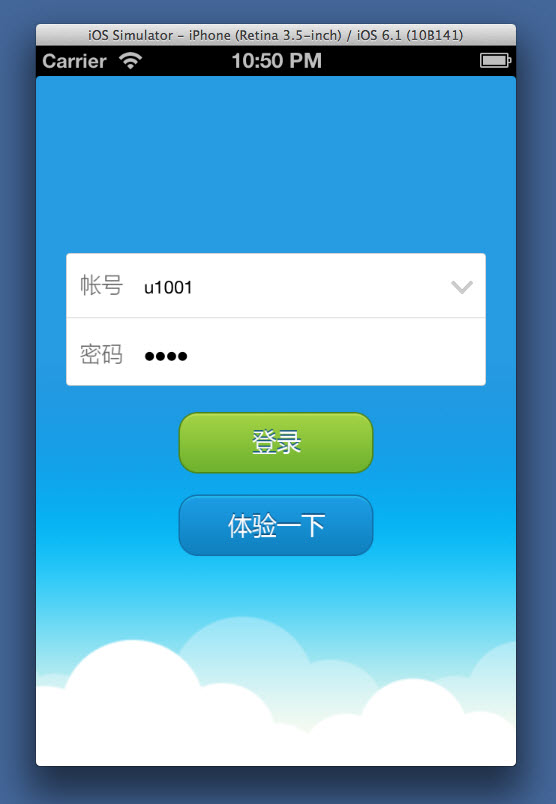 iOS Simulator – iPhone (Retina 3.5-inch) / iOS 6.1 (10B141)
Carrier 10:50 PM
帐号 u1001
密码 ●●●●
登录
体验一下